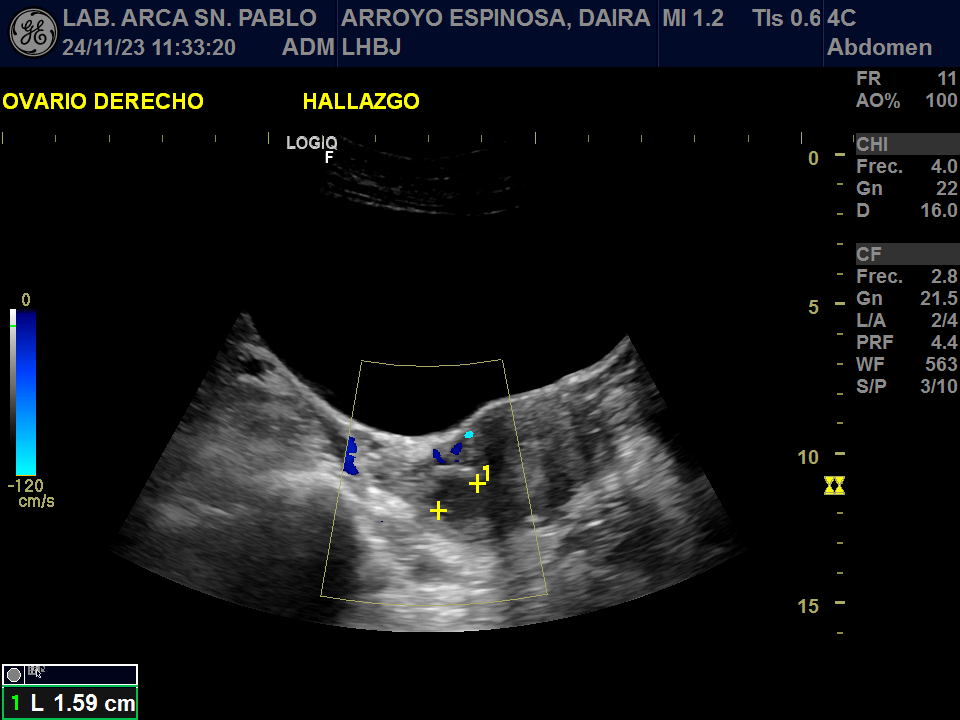 LAB. ARCA SN. PABLO
ARROYO ESPINOSA, DAIRA
MI 1.2
TIs 0.6
4C
24/11/23 11:33:20
ADM
LHBJ
Abdomen
OVARIO DERECHO
HALLAZGO
LOGIQ
F
FR 11
AO% 100
CHI
Frec. 4.0
Gn 22
D 16.0
CF
Frec. 2.8
Gn 21.5
L/A 2/4
PRF 4.4
WF 563
S/P 3/10
0
5
10
15
0
-120
cm/s
1
1 L 1.59 cm